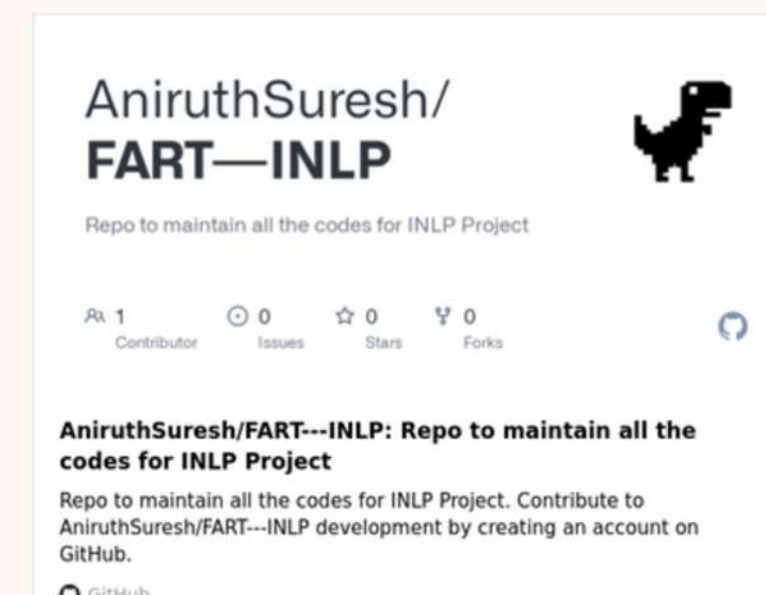 AniruthSuresh/
FART—INLP
Repo to maintain all the codes for INLP Project
1
Contributor
0
Issues
0
Stars
0
Forks
AniruthSuresh/FART---INLP: Repo to maintain all the
codes for INLP Project
Repo to maintain all the codes for INLP Project. Contribute to
AniruthSuresh/FART---INLP development by creating an account on
GitHub.
GitHub